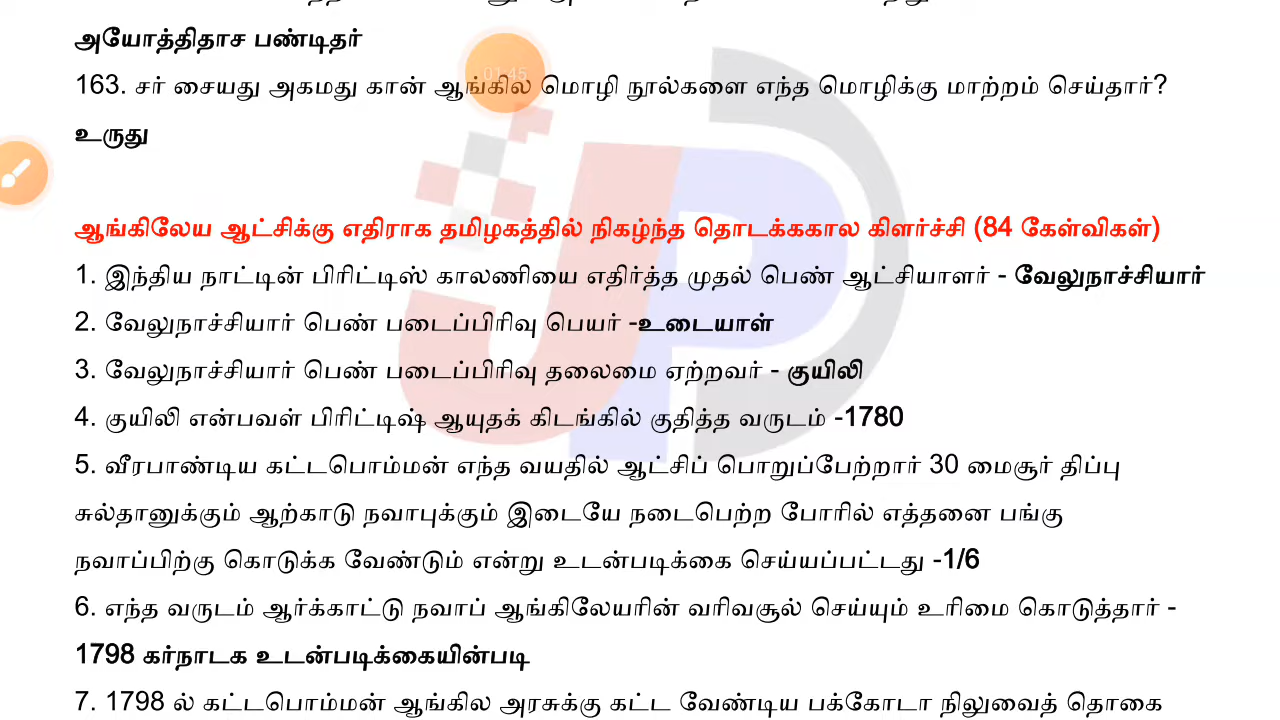 அயோத்திதாச பண்டிதர்
01:45
163. சர் சையது அகமது கான் ஆங்கில மொழி நூல்களை எந்த மொழிக்கு மாற்றம் செய்தார்?
உருது
ஆங்கிலேய ஆட்சிக்கு எதிராக தமிழகத்தில் நிகழ்ந்த தொடக்ககால கிளர்ச்சி (84 கேள்விகள்)
1. இந்திய நாட்டின் பிரிட்டிஸ் காலணியை எதிர்த்த முதல் பெண் ஆட்சியாளர் - வேலுநாச்சியார்
2. வேலுநாச்சியார் பெண் படைப்பிரிவு பெயர் -உடையாள்
3. வேலுநாச்சியார் பெண் படைப்பிரிவு தலைமை ஏற்றவர் - குயிலி
4. குயிலி என்பவள் பிரிட்டிஷ் ஆயுதக் கிடங்கில் குதித்த வருடம் -1780
5. வீரபாண்டிய கட்டபொம்மன் எந்த வயதில் ஆட்சிப் பொறுப்பேற்றார் 30 மைசூர் திப்பு
சுல்தானுக்கும் ஆற்காடு நவாபுக்கும் இடையே நடைபெற்ற போரில் எத்தனை பங்கு
நவாப்பிற்கு கொடுக்க வேண்டும் என்று உடன்படிக்கை செய்யப்பட்டது -1/6
6. எந்த வருடம் ஆர்க்காட்டு நவாப் ஆங்கிலேயரின் வரிவசூல் செய்யும் உரிமை கொடுத்தார் -
1798 கர்நாடக உடன்படிக்கையின்படி
7. 1798 ல் கட்டபொம்மன் ஆங்கில அரசுக்கு கட்ட வேண்டிய பக்கோடா நிலுவைத் தொகை